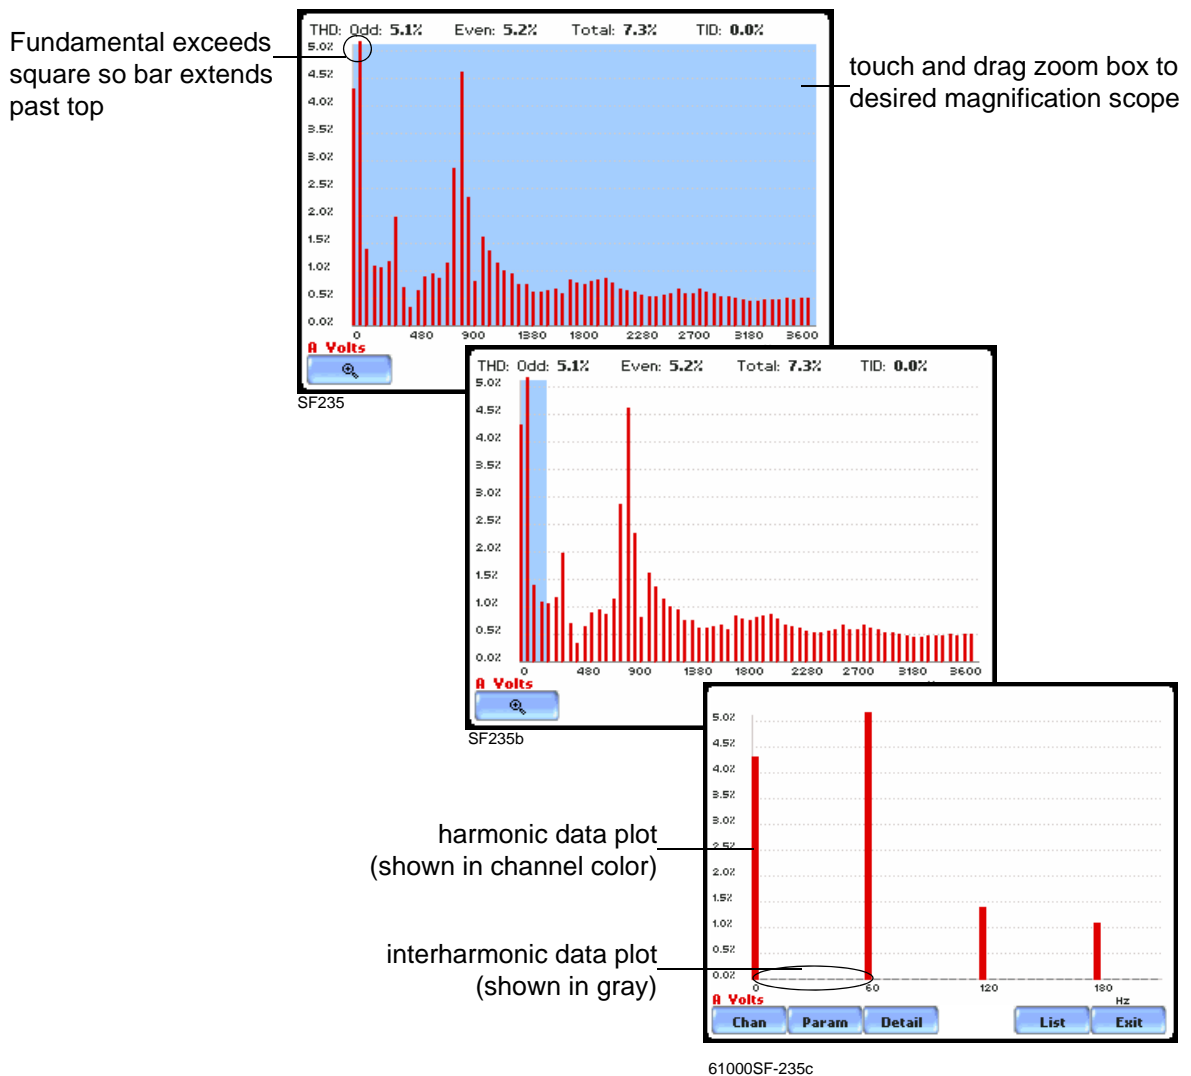 Fundamental exceeds
square so bar extends
past top
touch and drag zoom box to
desired magnification scope
THD: Odd: 5.1% Even: 5.2% Total: 7.3% TID: 0.0%
5.0%
4.5%
4.0%
3.5%
3.0%
2.5%
2.0%
1.5%
1.0%
0.5%
0.0%
0 480 900 1380 1800 2280 2700 3180 3600
A Volts
SF235
THD: Odd: 5.1% Even: 5.2% Total: 7.3% TID: 0.0%
5.0%
4.5%
4.0%
3.5%
3.0%
2.5%
2.0%
1.5%
1.0%
0.5%
0.0%
0 480 900 1380 1800 2280 2700 3180 3600
A Volts
SF235b
5.0%
4.5%
4.0%
3.5%
3.0%
2.5%
2.0%
1.5%
1.0%
0.5%
0.0%
0 60 120 180
Hz
A Volts
Chan Param Detail List Exit
harmonic data plot
(shown in channel color)
interharmonic data plot
(shown in gray)
61000SF-235c